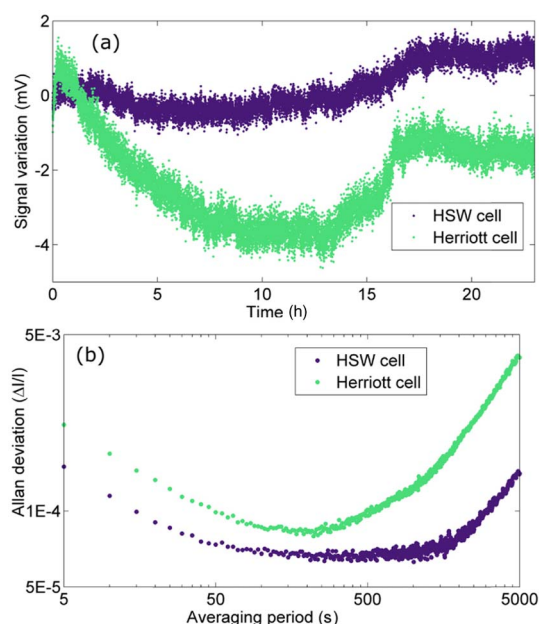 (a)
Signal variation (mV)
2
0
-2
-4
HSW cell
Herriott cell
0 5 10 15 20
Time (h)
(b)
Allan deviation (ΔI/I)
5E-3
1E-4
5E-5
HSW cell
Herriott cell
5 50 500 5000
Averaging period (s)